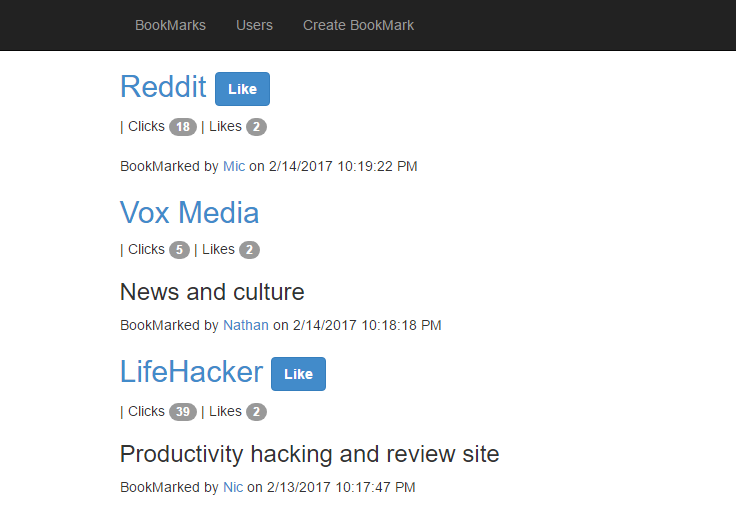 BookMarks Users Create BookMark
Reddit Like
| Clicks 18 | Likes 2
BookMarked by Mic on 2/14/2017 10:19:22 PM
Vox Media
| Clicks 5 | Likes 2
News and culture
BookMarked by Nathan on 2/14/2017 10:18:18 PM
LifeHacker Like
| Clicks 39 | Likes 2
Productivity hacking and review site
BookMarked by Nic on 2/13/2017 10:17:47 PM